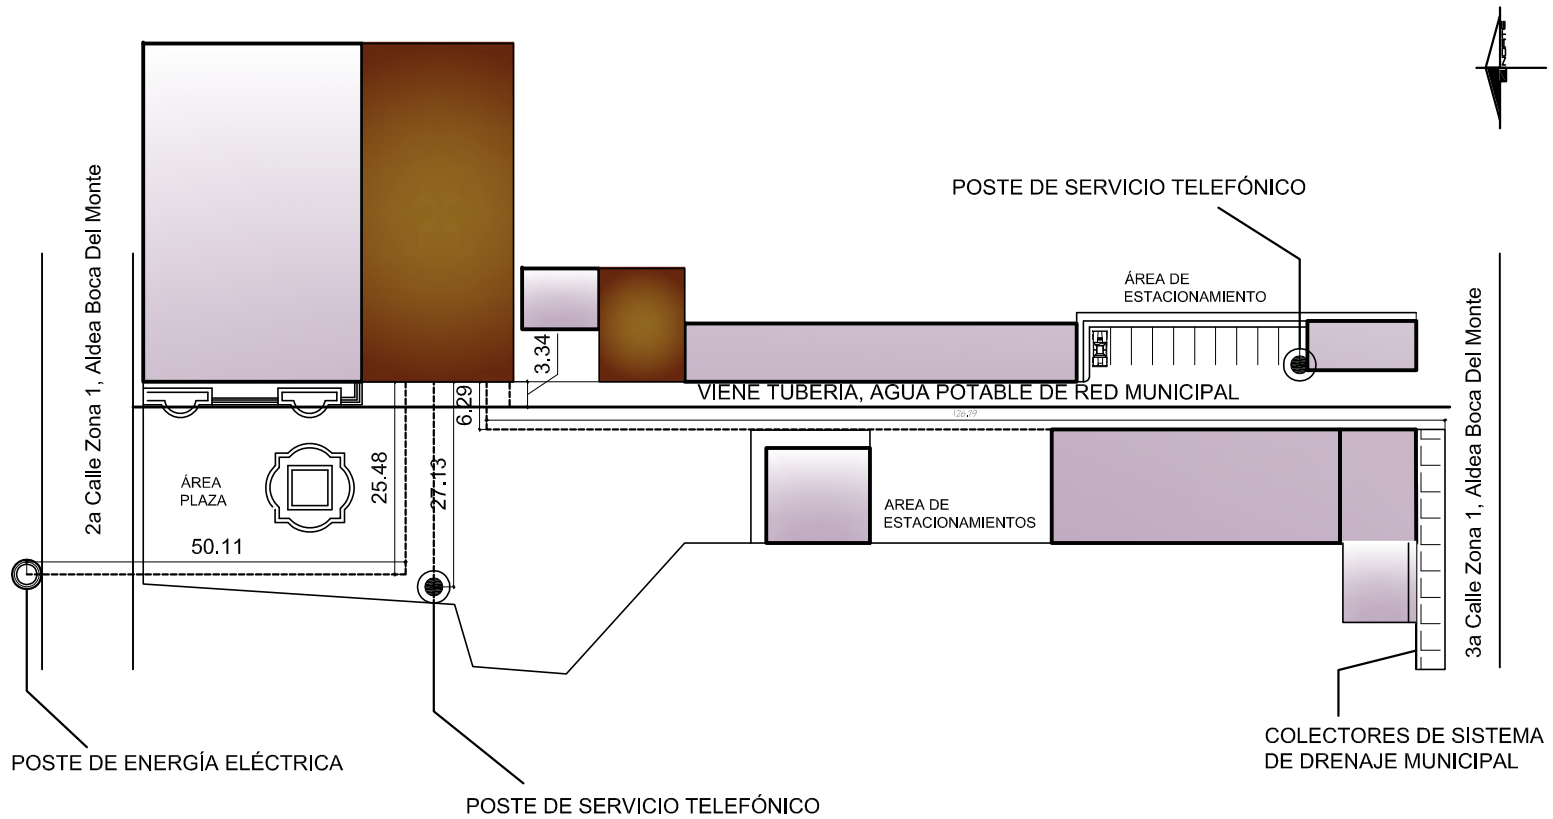 NORTE
POSTE DE SERVICIO TELEFÓNICO
2a Calle Zona 1, Aldea Boca Del Monte
ÁREA DE
ESTACIONAMIENTO
3.34
VIENE TUBERIA, AGUA POTABLE DE RED MUNICIPAL
126.79
6.29
3a Calle Zona 1, Aldea Boca Del Monte
ÁREA
PLAZA
25.48
27.13
AREA DE
ESTACIONAMIENTOS
50.11
COLECTORES DE SISTEMA
DE DRENAJE MUNICIPAL
POSTE DE ENERGÍA ELÉCTRICA
POSTE DE SERVICIO TELEFÓNICO